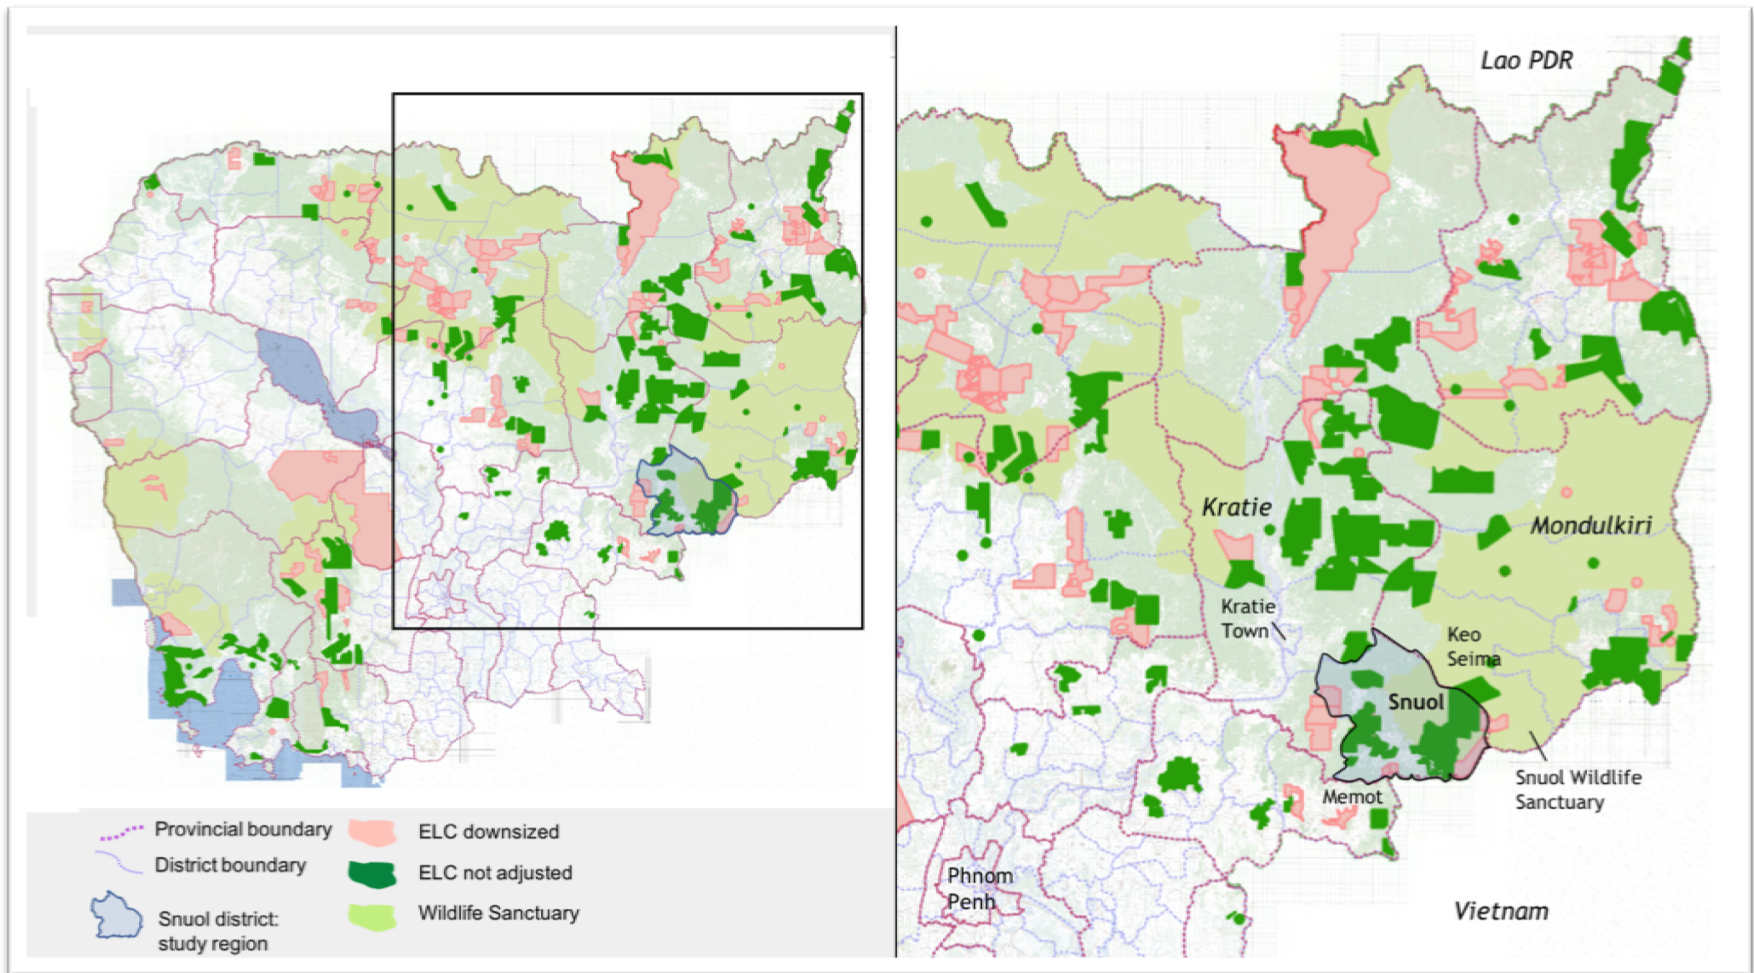 Lao PDR
Kratie
Mondulkiri
Kratie
Town
Keo
Seima
Snuol
Snuol Wildlife
Sanctuary
Memot
Phnom
Penh
Vietnam
Provincial boundary
District boundary
Snuol district:
study region
ELC downsized
ELC not adjusted
Wildlife Sanctuary